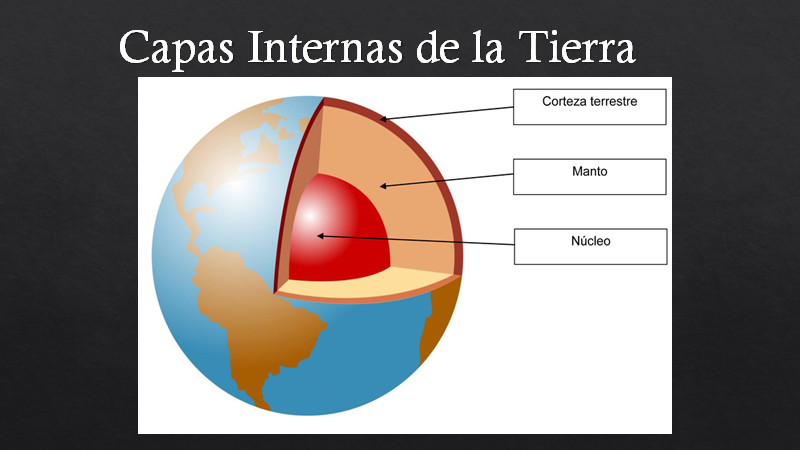 Capas Internas de la Tierra
Corteza terrestre
Manto
Núcleo